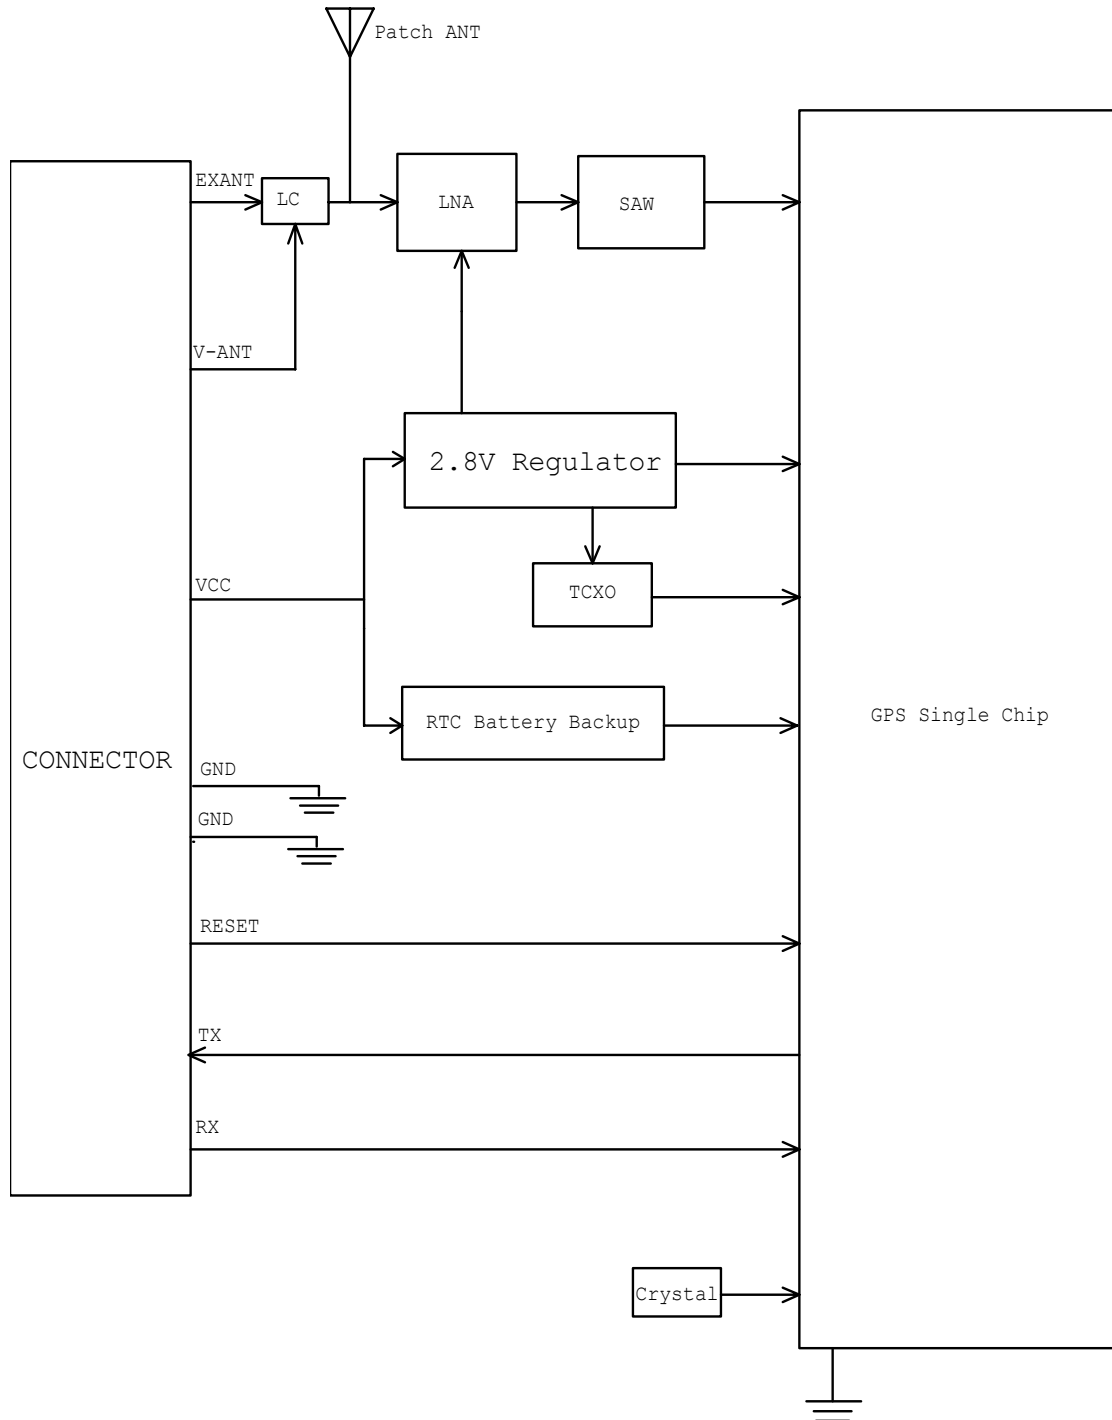 Patch ANT
EXANT
LC
LNA
SAW
V-ANT
2.8V Regulator
VCC
TCXO
RTC Battery Backup
GPS Single Chip
CONNECTOR
GND
GND
RESET
TX
RX
Crystal